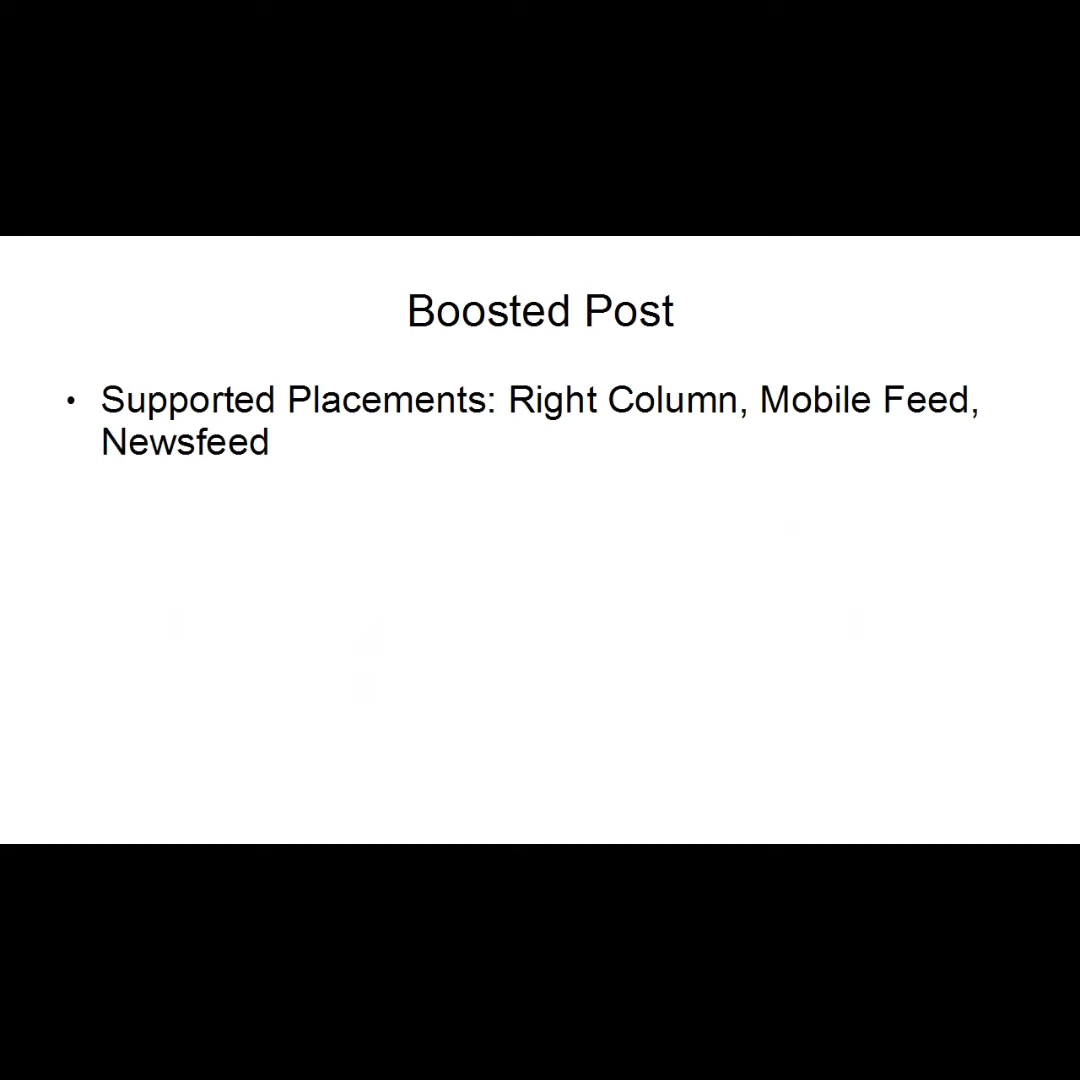 Boosted Post
• Supported Placements: Right Column, Mobile Feed,
Newsfeed